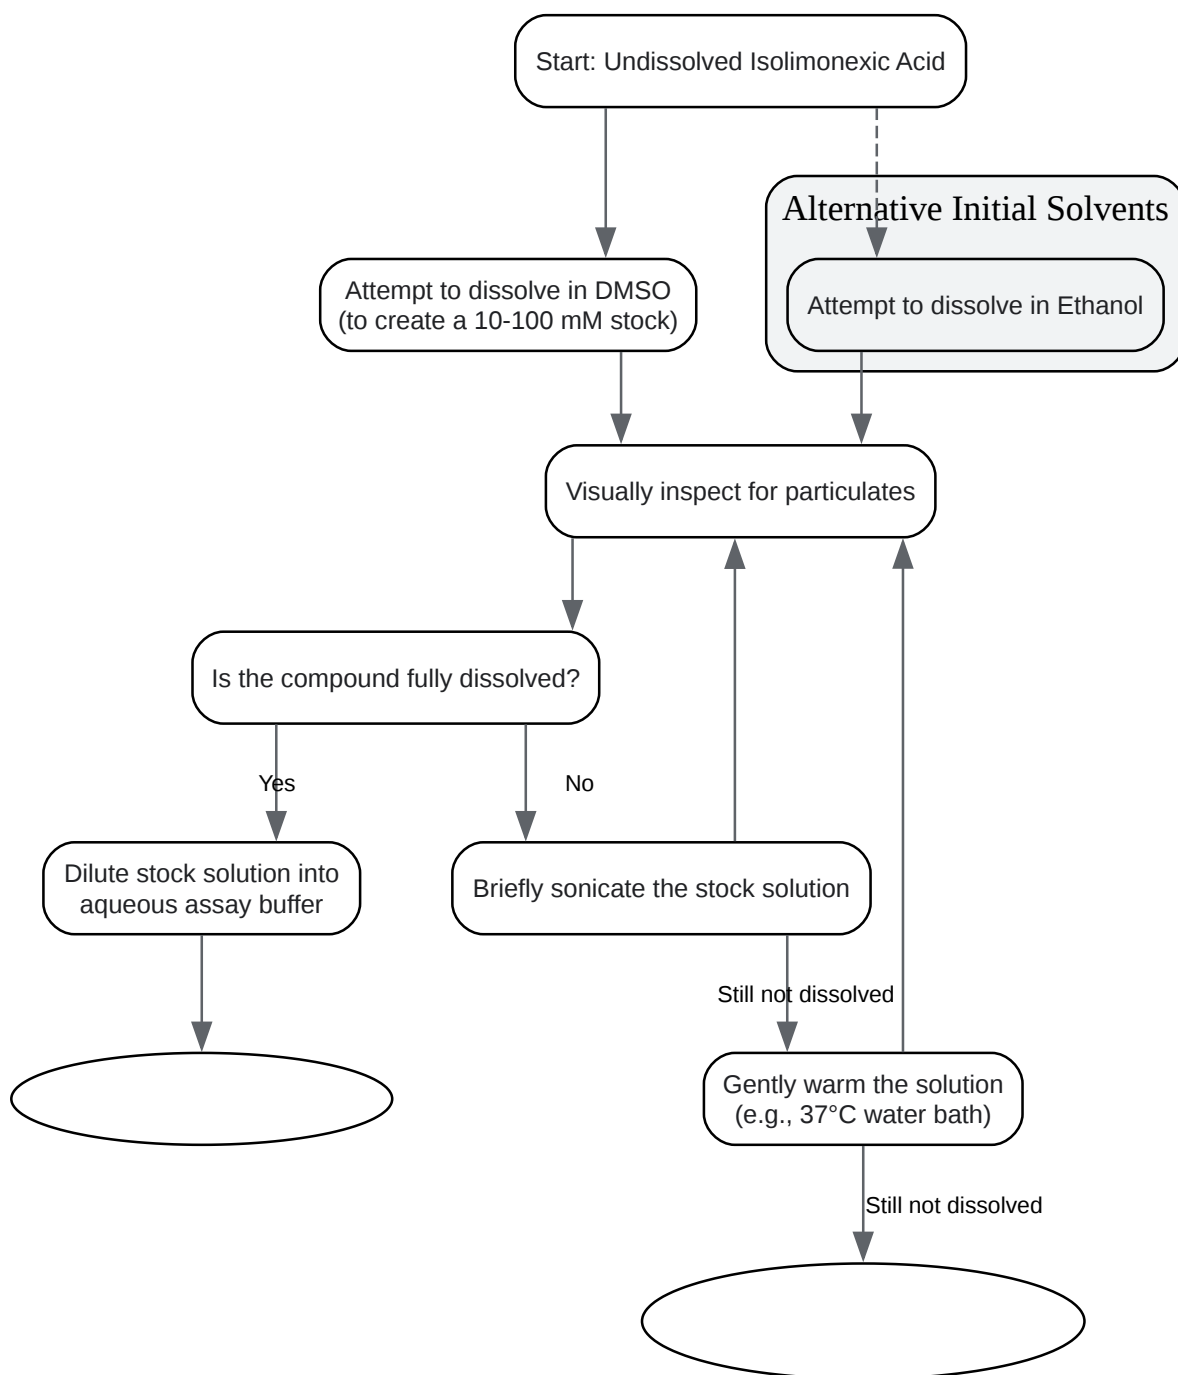 Start: Undissolved Isolimonexic Acid
Alternative Initial Solvents
Attempt to dissolve in DMSO
(to create a 10-100 mM stock)
Attempt to dissolve in Ethanol
Visually inspect for particulates
Is the compound fully dissolved?
Yes
No
Dilute stock solution into
aqueous assay buffer
Briefly sonicate the stock solution
Still not dissolved
Gently warm the solution
(e.g., 37°C water bath)
Still not dissolved